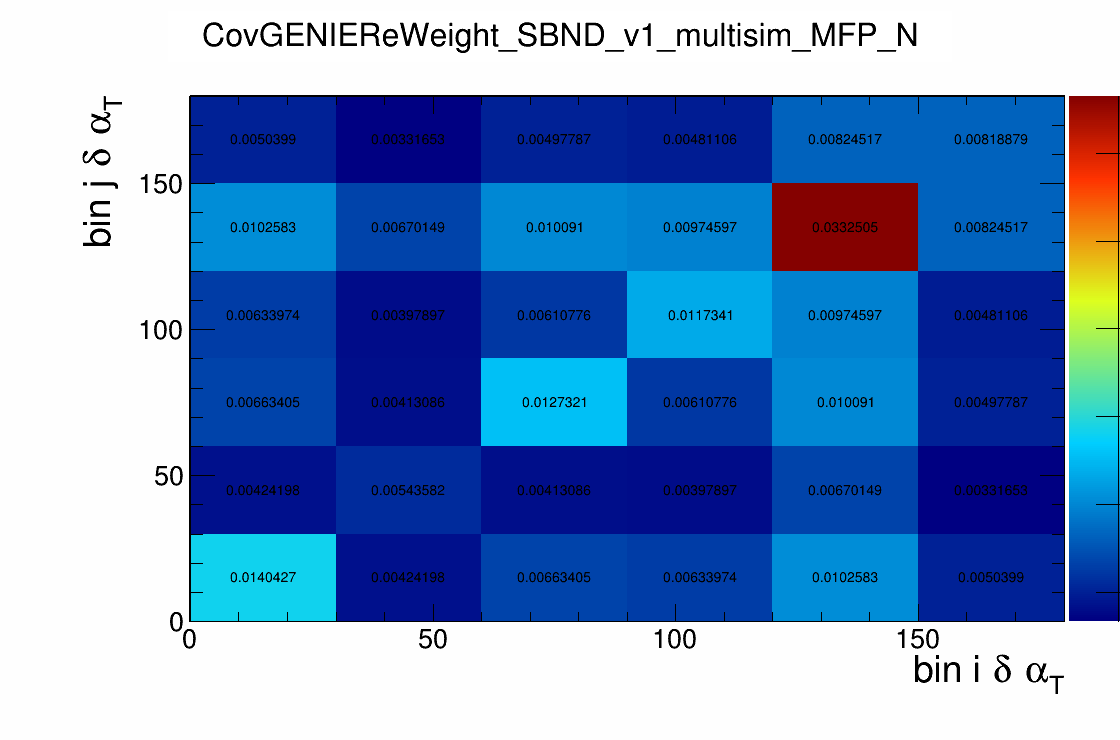 CovGENIEReWeight_SBND_v1_multisim_MFP_N
bin j δ α_T
150
100
50
0
0.0050399 0.00331653 0.00497787 0.00481106 0.00824517 0.00818879
0.0102583 0.00670149 0.010091 0.00974597 0.0332505 0.00824517
0.00633974 0.00397897 0.00610776 0.0117341 0.00974597 0.00481106
0.00663405 0.00413086 0.0127321 0.00610776 0.010091 0.00497787
0.00424198 0.00543582 0.00413086 0.00397897 0.00670149 0.00331653
0.0140427 0.00424198 0.00663405 0.00633974 0.0102583 0.0050399
0 50 100 150
bin i δ α_T